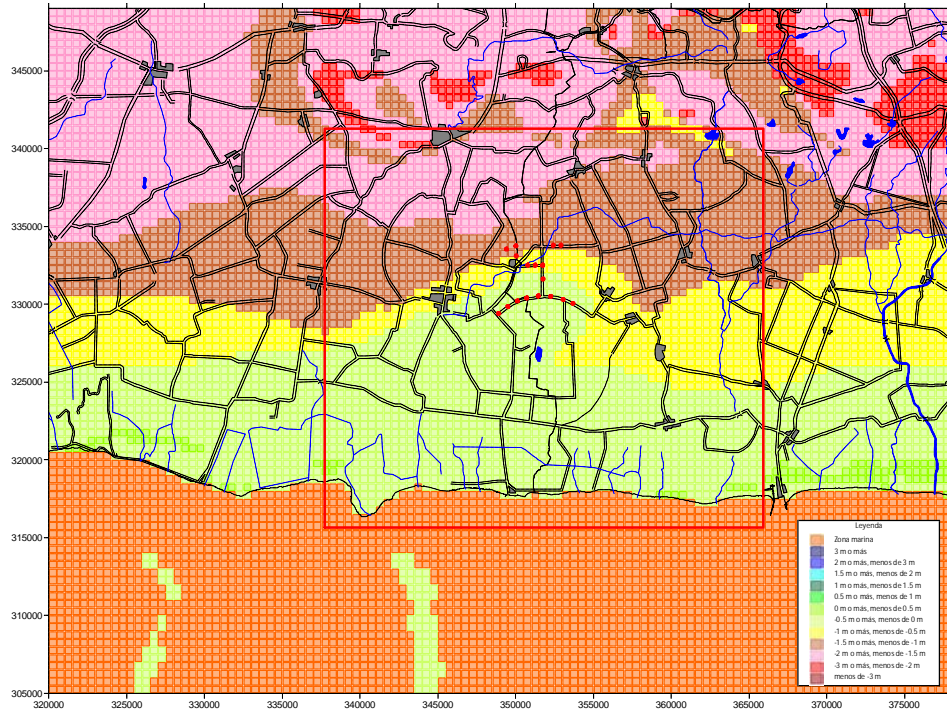 345000
340000
335000
330000
325000
320000
315000
310000
305000
320000 325000 330000 335000 340000 345000 350000 355000 360000 365000 370000 375000
Leyenda
Zona marina
3 m o más
2 m o más, menos de 3 m
1.5 m o más, menos de 2 m
1 m o más, menos de 1.5 m
0.5 m o más, menos de 1 m
0 m o más, menos de 0.5 m
-0.5 m o más, menos de 0 m
-1 m o más, menos de -0.5 m
-1.5 m o más, menos de -1 m
-2 m o más, menos de -1.5 m
-3 m o más, menos de -2 m
menos de -3 m